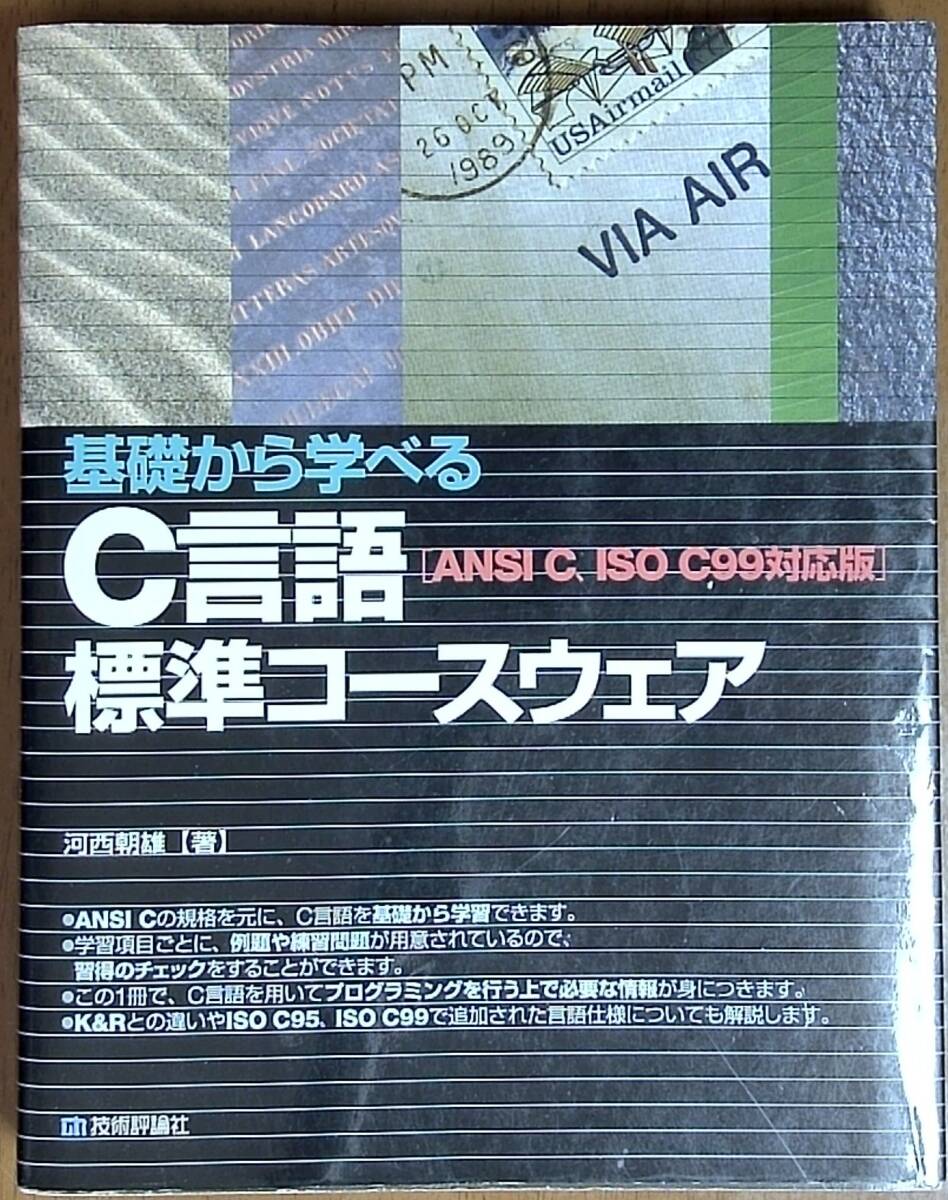 PM
26 OCT
1989
USAirmail
VIA AIR
LANGOBARD AS
基礎から学べる
C言語 [ANSI C、ISO C99対応版]
標準コースウェア
河西朝雄【著】
●ANSI Cの規格を元に、C言語を基礎から学習できます。
●学習項目ごとに、例題や練習問題が用意されているので、
習得のチェックをすることができます。
●この1冊で、C言語を用いてプログラミングを行う上で必要な情報が身につきます。
●K&Rとの違いやISO C95、ISO C99で追加された言語仕様についても解説します。
技術評論社